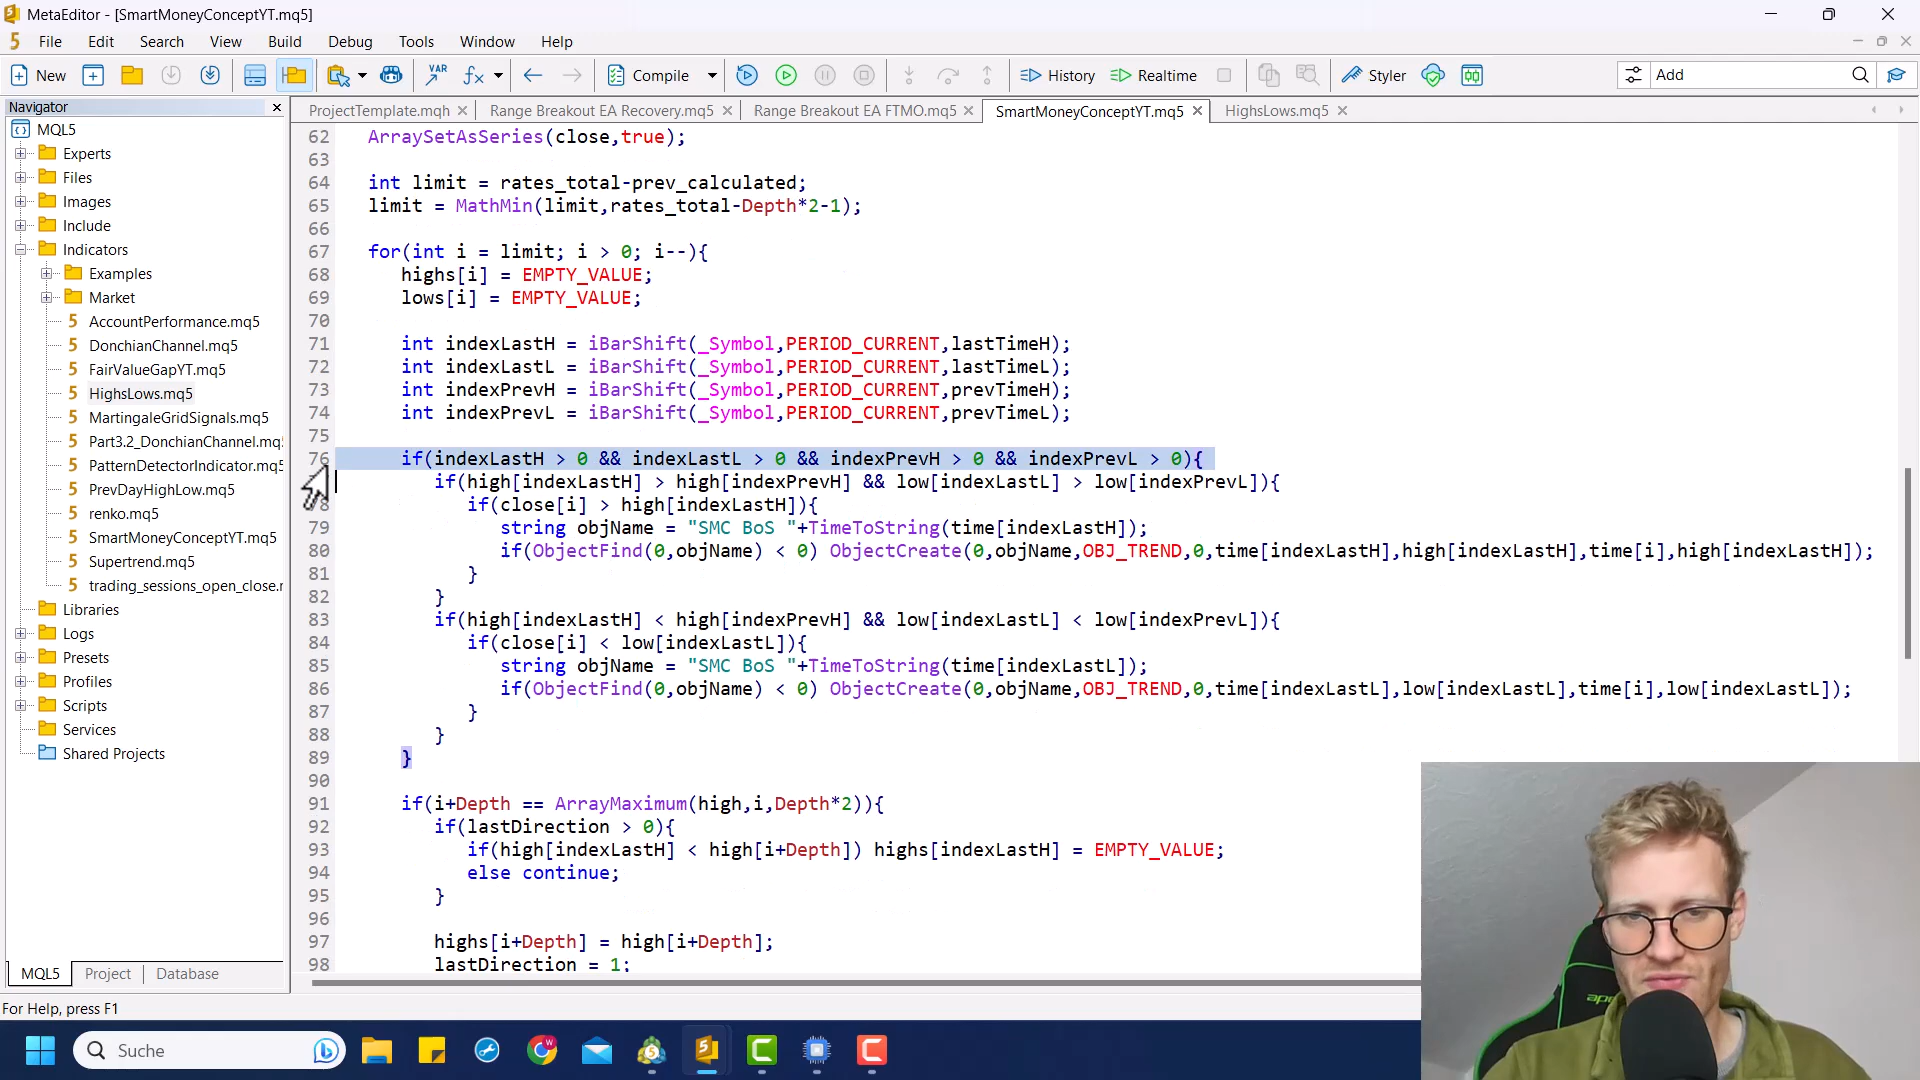 MetaEditor - [SmartMoneyConceptYT.mq5]
File Edit Search View Build Debug Tools Window Help
New VAR fx Compile History Realtime Styler Add
Navigator
ProjectTemplate.mqh Range Breakout EA Recovery.mq5 Range Breakout EA FTMO.mq5 SmartMoneyConceptYT.mq5 HighsLows.mq5
MQL5
Experts
Files
Images
Include
Indicators
Examples
Market
AccountPerformance.mq5
DonchianChannel.mq5
FairValueGapYT.mq5
HighsLows.mq5
MartingaleGridSignals.mq5
Part3.2_DonchianChannel.mq5
PatternDetectorIndicator.mq5
PrevDayHighLow.mq5
renko.mq5
SmartMoneyConceptYT.mq5
Supertrend.mq5
trading_sessions_open_close.r
Libraries
Logs
Presets
Profiles
Scripts
Services
Shared Projects
MQL5 Project Database
62 ArraySetAsSeries(close,true);
63
64 int limit = rates_total-prev_calculated;
65 limit = MathMin(limit,rates_total-Depth*2-1);
66
67 for(int i = limit; i > 0; i--){
68 highs[i] = EMPTY_VALUE;
69 lows[i] = EMPTY_VALUE;
70
71 int indexLastH = iBarShift(_Symbol,PERIOD_CURRENT,lastTimeH);
72 int indexLastL = iBarShift(_Symbol,PERIOD_CURRENT,lastTimeL);
73 int indexPrevH = iBarShift(_Symbol,PERIOD_CURRENT,prevTimeH);
74 int indexPrevL = iBarShift(_Symbol,PERIOD_CURRENT,prevTimeL);
75
76 if(indexLastH > 0 && indexLastL > 0 && indexPrevH > 0 && indexPrevL > 0){
if(high[indexLastH] > high[indexPrevH] && low[indexLastL] > low[indexPrevL]){
8 if(close[i] > high[indexLastH]){
79 string objName = "SMC BoS "+TimeToString(time[indexLastH]);
80 if(ObjectFind(0,objName) < 0) ObjectCreate(0,objName,OBJ_TREND,0,time[indexLastH],high[indexLastH],time[i],high[indexLastH]);
81 }
82 }
83 if(high[indexLastH] < high[indexPrevH] && low[indexLastL] < low[indexPrevL]){
84 if(close[i] < low[indexLastL]){
85 string objName = "SMC BoS "+TimeToString(time[indexLastL]);
86 if(ObjectFind(0,objName) < 0) ObjectCreate(0,objName,OBJ_TREND,0,time[indexLastL],low[indexLastL],time[i],low[indexLastL]);
87 }
88 }
89 }
90
91 if(i+Depth == ArrayMaximum(high,i,Depth*2)){
92 if(lastDirection > 0){
93 if(high[indexLastH] < high[i+Depth]) highs[indexLastH] = EMPTY_VALUE;
94 else continue;
95 }
96
97 highs[i+Depth] = high[i+Depth];
98 lastDirection = 1;
For Help, press F1
Suche